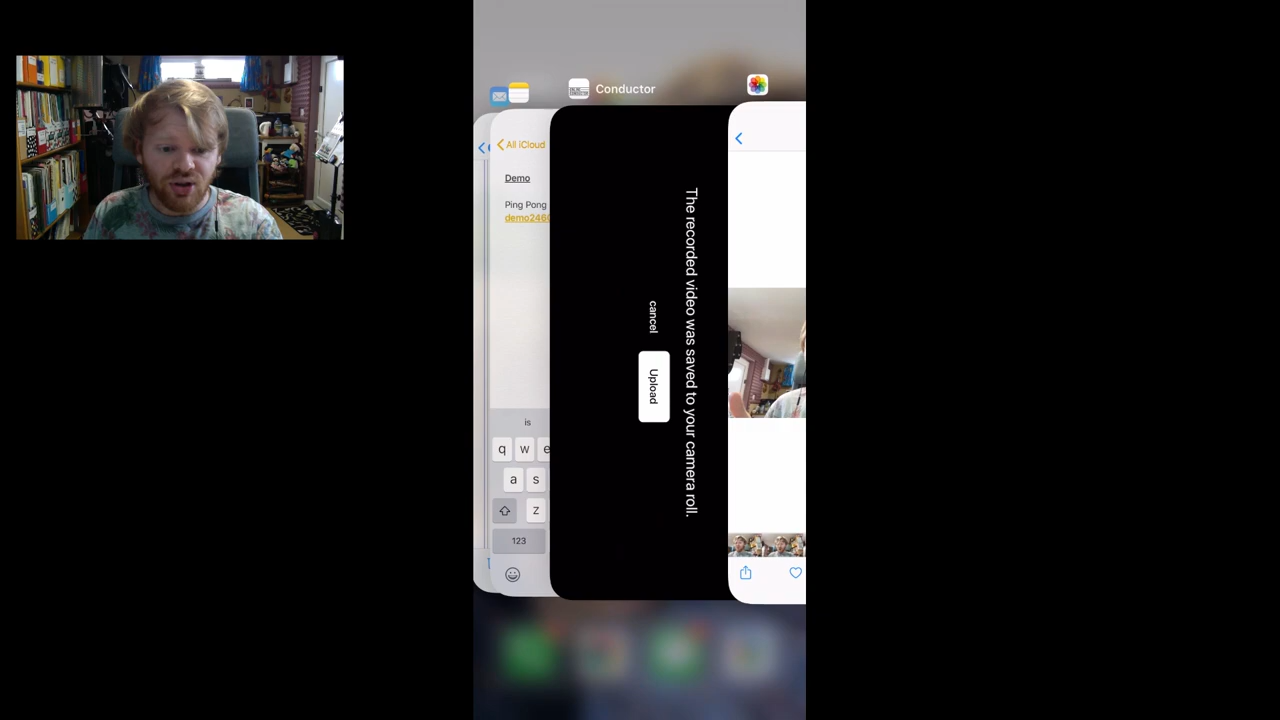 Conductor
All iCloud
Demo
Ping Pong
demo246
The recorded video was saved to your camera roll.
cancel
Upload
is
q w e
a s
z
123